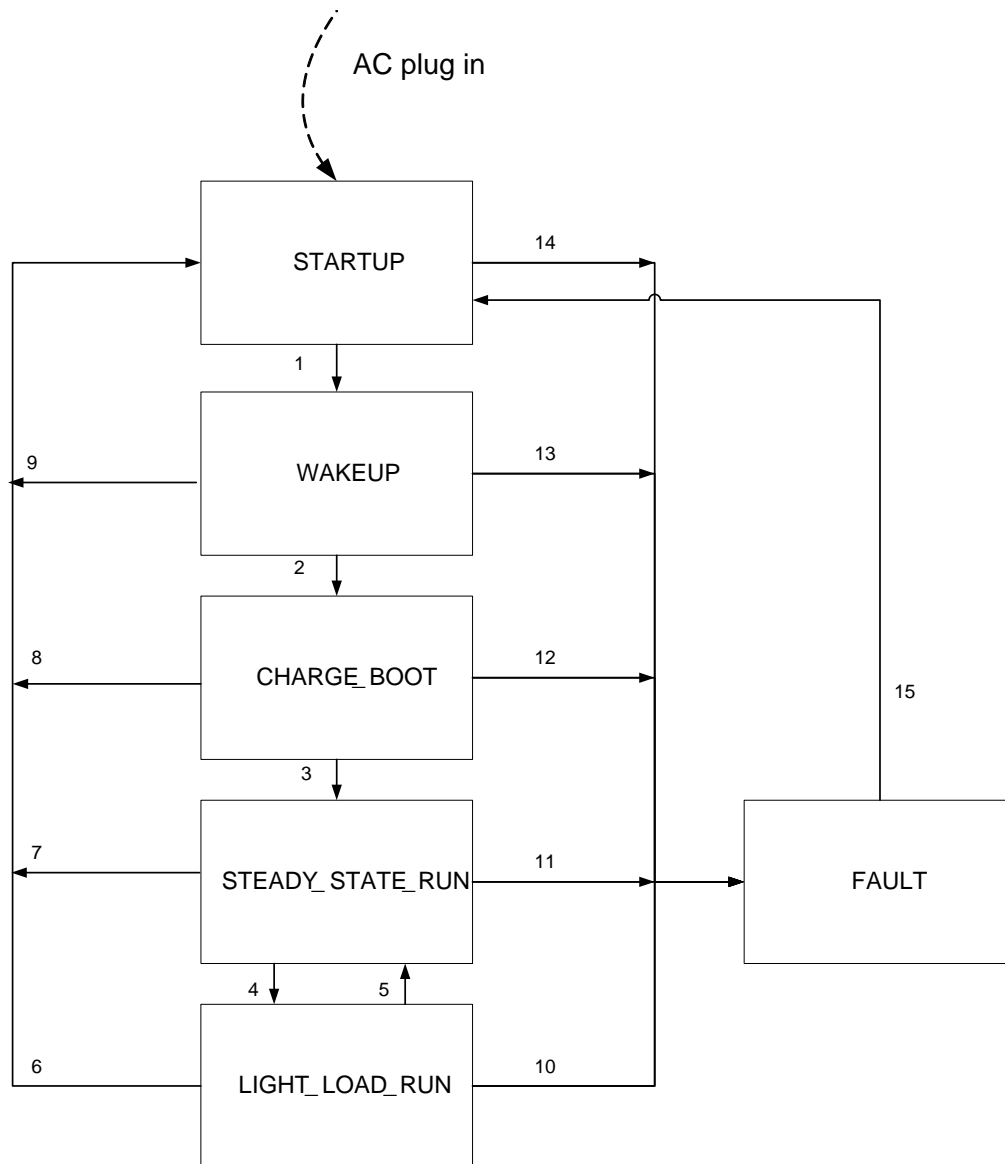 AC plug in
STARTUP
14
1
9
WAKEUP
13
2
8
CHARGE_BOOT
12
15
3
7
STEADY_STATE_RUN
11
FAULT
4
5
6
LIGHT_LOAD_RUN
10